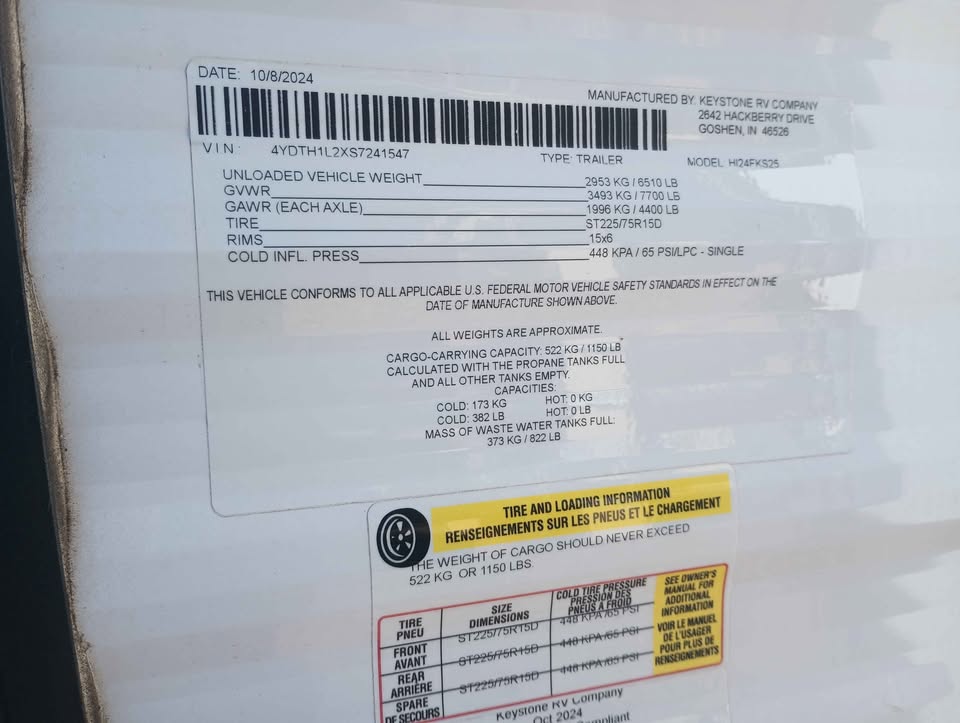 DATE: 10/8/2024
MANUFACTURED BY: KEYSTONE RV COMPANY
2642 HACKBERRY DRIVE
GOSHEN, IN 46526
VIN: 4YDTH1L2XS7241547 TYPE: TRAILER MODEL: HI24FKS25
UNLOADED VEHICLE WEIGHT 2953 KG / 6510 LB
GVWR 3493 KG / 7700 LB
GAWR (EACH AXLE) 1996 KG / 4400 LB
TIRE ST225/75R15D
RIMS 15x6
COLD INFL. PRESS 448 KPA / 65 PSI/LPC - SINGLE
THIS VEHICLE CONFORMS TO ALL APPLICABLE U.S. FEDERAL MOTOR VEHICLE SAFETY STANDARDS IN EFFECT ON THE
DATE OF MANUFACTURE SHOWN ABOVE.
ALL WEIGHTS ARE APPROXIMATE.
CARGO-CARRYING CAPACITY: 522 KG / 1150 LB
CALCULATED WITH THE PROPANE TANKS FULL
AND ALL OTHER TANKS EMPTY.
CAPACITIES:
COLD: 173 KG HOT: 0 KG
COLD: 382 LB HOT: 0 LB
MASS OF WASTE WATER TANKS FULL:
373 KG / 822 LB
TIRE AND LOADING INFORMATION
RENSEIGNEMENTS SUR LES PNEUS ET LE CHARGEMENT
THE WEIGHT OF CARGO SHOULD NEVER EXCEED
522 KG OR 1150 LBS.
TIRE
PNEU
SIZE
DIMENSIONS
COLD TIRE PRESSURE
PRESSION DES
PNEUS A FROID
SEE OWNER'S
MANUAL FOR
ADDITIONAL
INFORMATION
VOIR LE MANUEL
DE L'USAGER
POUR PLUS DE
RENSEIGNEMENTS
FRONT
AVANT
ST225/75R15D
448 KPA /65 PSI
REAR
ARRIÈRE
ST225/75R15D
448 KPA /65 PSI
SPARE
DE SECOURS
ST225/75R15D
448 KPA /65 PSI
Keystone RV Company
Oct 2024
Compliant